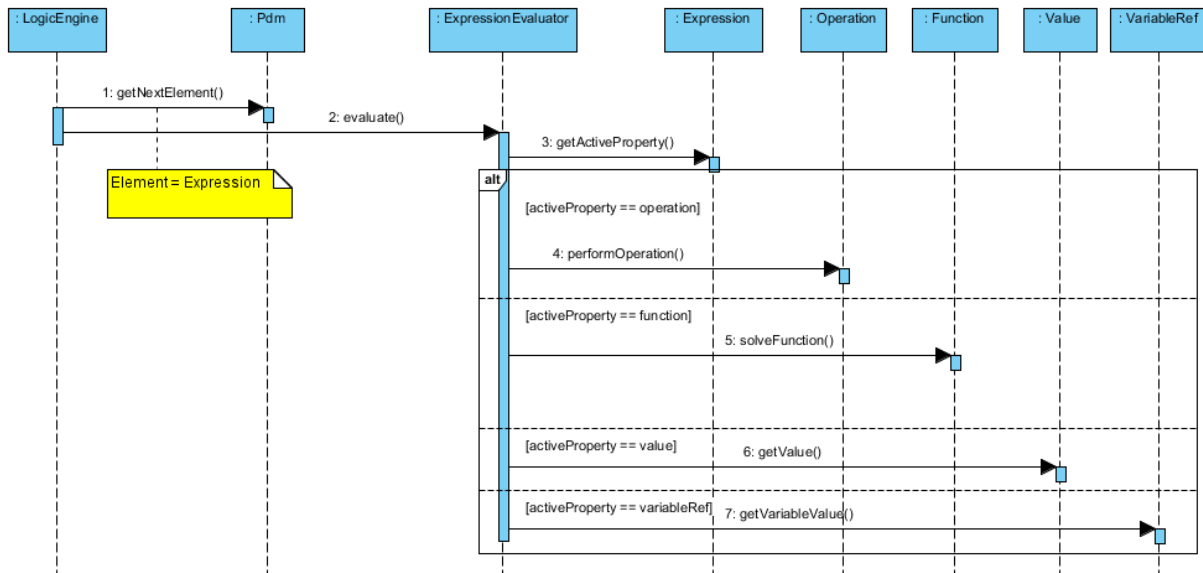 : LogicEngine
: Pdm
: ExpressionEvaluator
: Expression
: Operation
: Function
: Value
: VariableRef
1: getNextElement()
2: evaluate()
3: getActiveProperty()
Element = Expression
alt
[activeProperty == operation]
4: performOperation()
[activeProperty == function]
5: solveFunction()
[activeProperty == value]
6: getValue()
[activeProperty == variableRef]
7: getVariableValue()